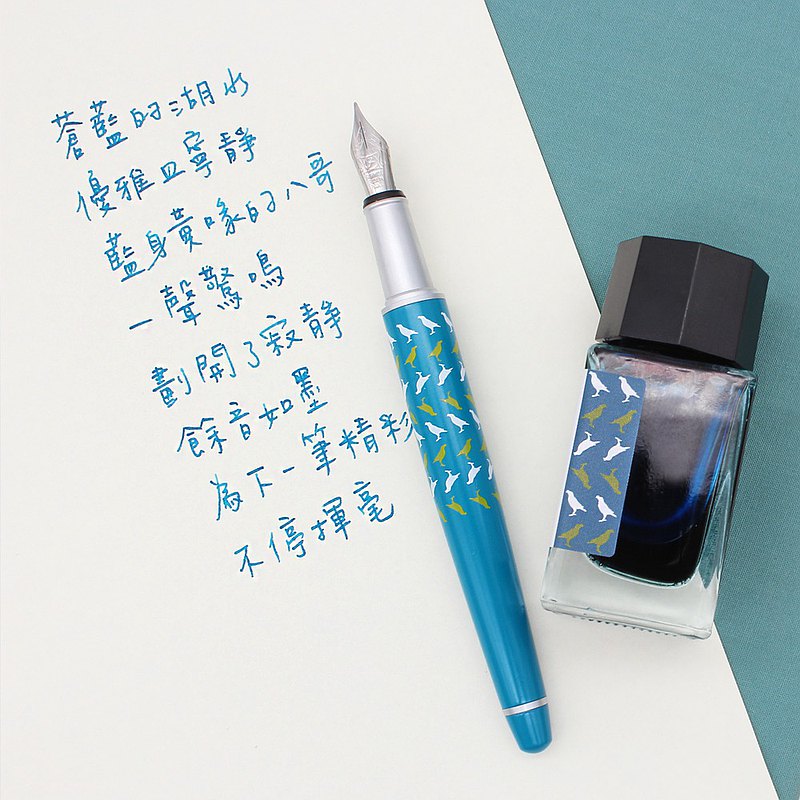 蒼藍的湖水
優雅且寧靜
藍身黃喙的八哥
一聲驚鳴
劃開了寂靜
餘音如墨
為下一筆精彩
不停揮毫